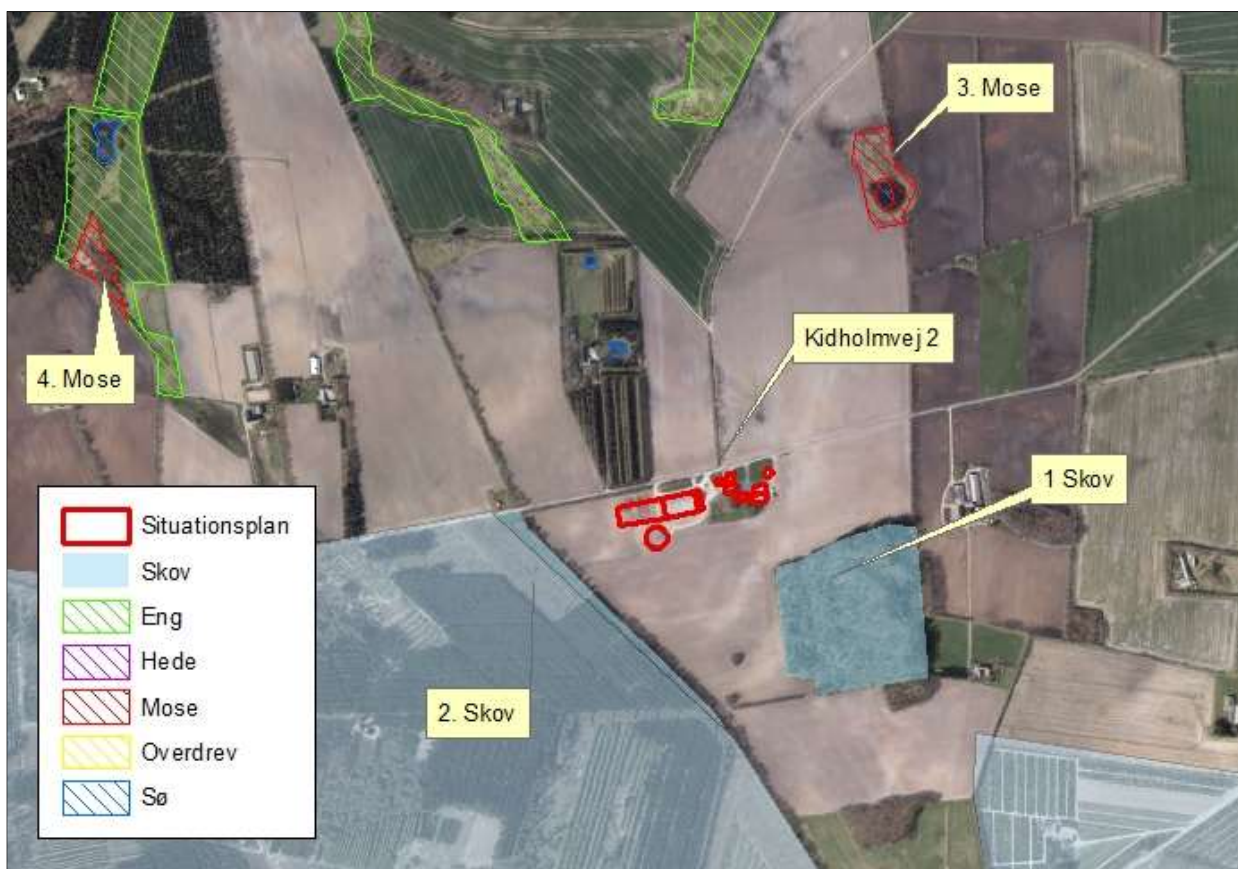 3. Mose
Kidholmvej 2
4. Mose
1 Skov
2. Skov
Situationsplan
Skov
Eng
Hede
Mose
Overdrev
Sø